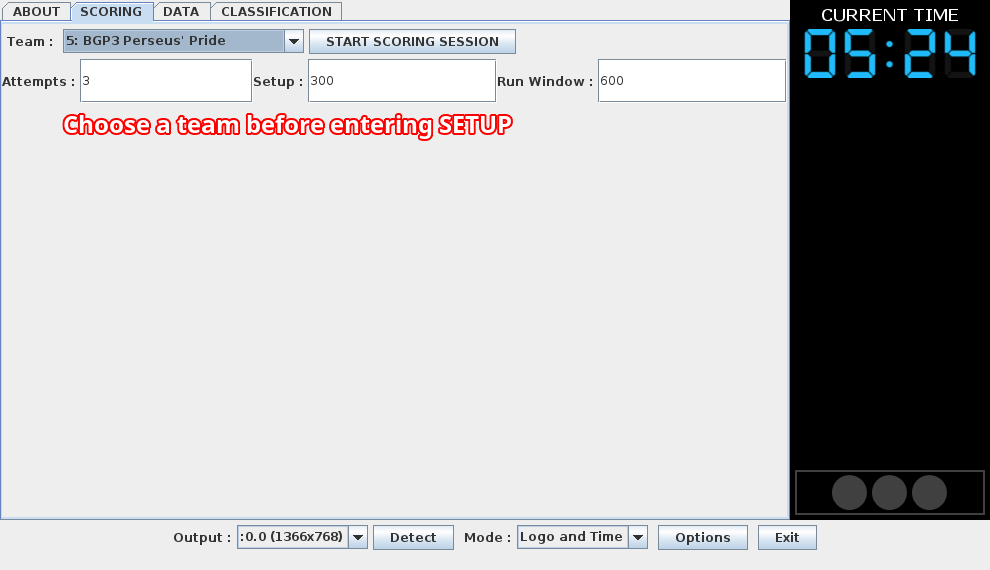 ABOUT SCORING DATA CLASSIFICATION
CURRENT TIME
05:24
Team : 5: BGP3 Perseus' Pride START SCORING SESSION
Attempts : 3 Setup : 300 Run Window : 600
Choose a team before entering SETUP
Output : :0.0 (1366x768) Detect Mode : Logo and Time Options Exit